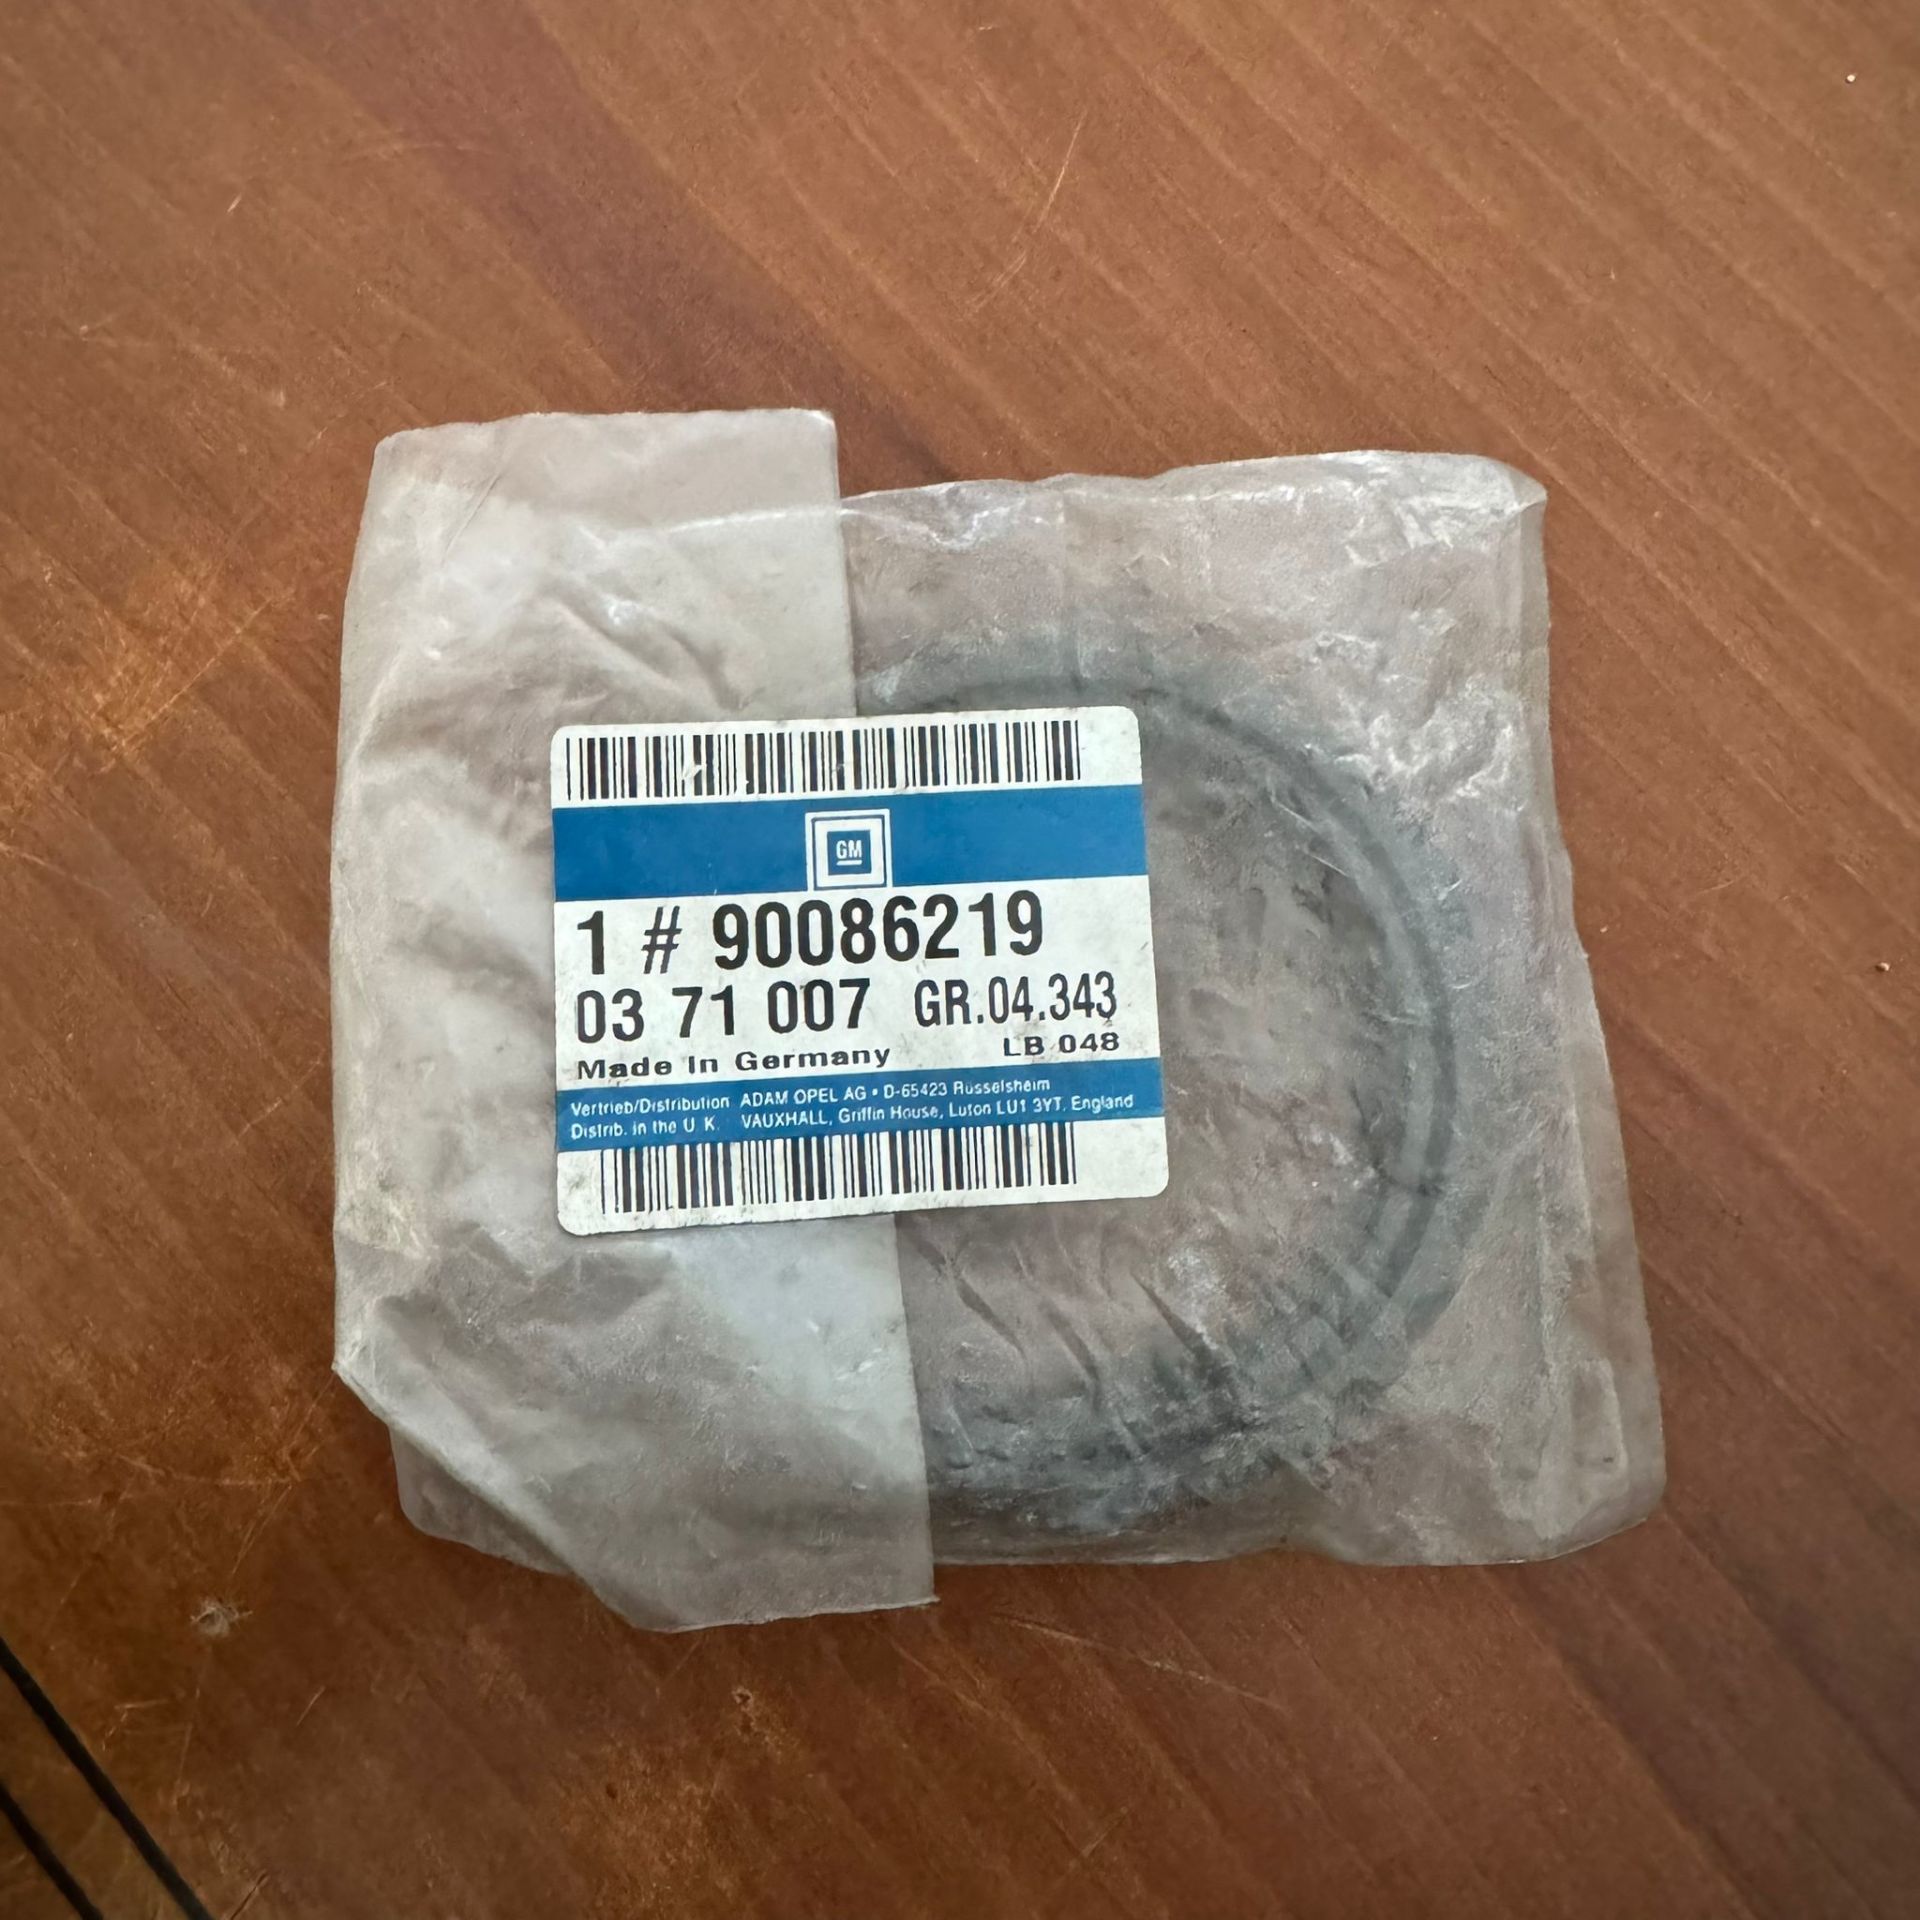 GM
1 # 90086219
03 71 007 GR.04.343
Made in Germany LB 048
Vertrieb/Distribution ADAM OPEL AG • D-65423 Rüsselsheim
Distrib. in the U.K. VAUXHALL, Griffin House, Luton LU1 3YT, England